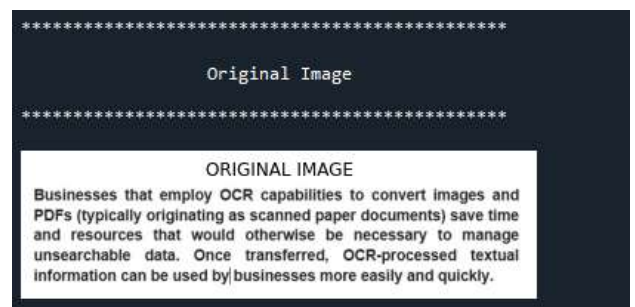 ***********************************************
Original Image
***********************************************
ORIGINAL IMAGE
Businesses that employ OCR capabilities to convert images and
PDFs (typically originating as scanned paper documents) save time
and resources that would otherwise be necessary to manage
unsearchable data. Once transferred, OCR-processed textual
information can be used by businesses more easily and quickly.